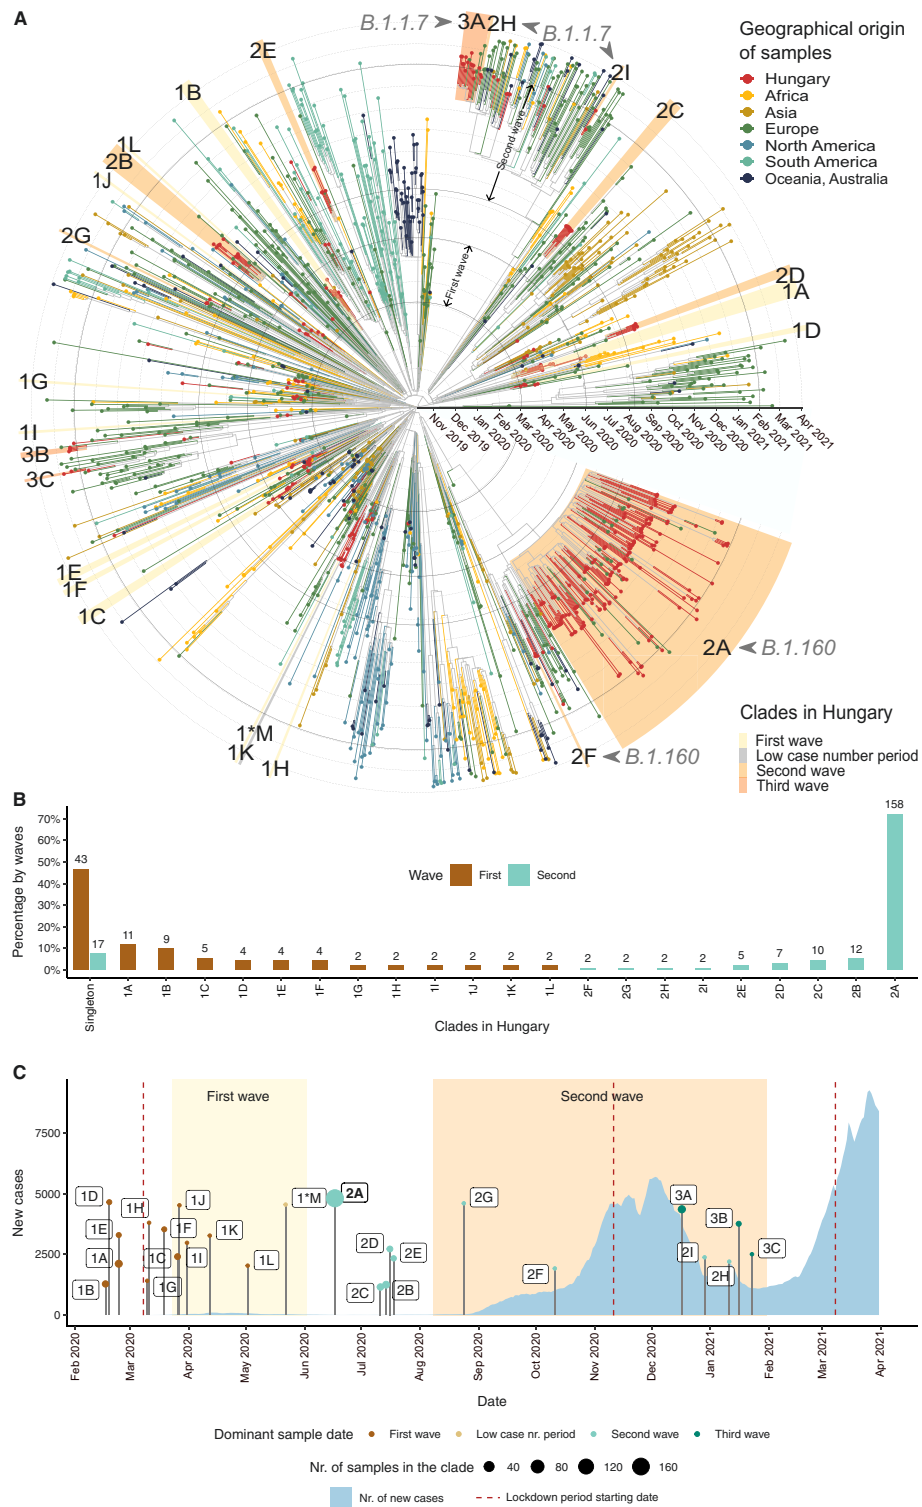 A
B.1.1.7
3A
2H
B.1.1.7
2I
2E
1B
2C
1L
2B
1J
2G
2D
1A
1D
1G
1I
3B
3C
1E
1F
1C
1*M
1K
1H
2F
B.1.160
2A
B.1.160
Second wave
First wave
Geographical origin
of samples
Hungary
Africa
Asia
Europe
North America
South America
Oceania, Australia
Nov 2019
Dec 2019
Jan 2020
Feb 2020
Mar 2020
Apr 2020
May 2020
Jun 2020
Jul 2020
Aug 2020
Sep 2020
Oct 2020
Nov 2020
Dec 2020
Jan 2021
Feb 2021
Mar 2021
Apr 2021
Clades in Hungary
First wave
Low case number period
Second wave
Third wave
B
Percentage by waves
70%
60%
50%
40%
30%
20%
10%
0%
Wave First Second
43 17 11 9 5 4 4 4 2 2 2 2 2 2 2 2 2 2 5 7 10 12 158
Singleton 1A 1B 1C 1D 1E 1F 1G 1H 1I 1J 1K 1L 2F 2G 2H 2I 2E 2D 2C 2B 2A
Clades in Hungary
C
First wave
Second wave
New cases
7500
5000
2500
0
1D
1H
1J
1*M
2A
2G
3A
1E
1F
1K
3B
1A
1C
1I
1L
2D
2E
2I
3C
1B
1G
2C
2B
2F
2H
Feb 2020 Mar 2020 Apr 2020 May 2020 Jun 2020 Jul 2020 Aug 2020 Sep 2020 Oct 2020 Nov 2020 Dec 2020 Jan 2021 Feb 2021 Mar 2021 Apr 2021
Date
Dominant sample date First wave Low case nr. period Second wave Third wave
Nr. of samples in the clade 40 80 120 160
Nr. of new cases Lockdown period starting date